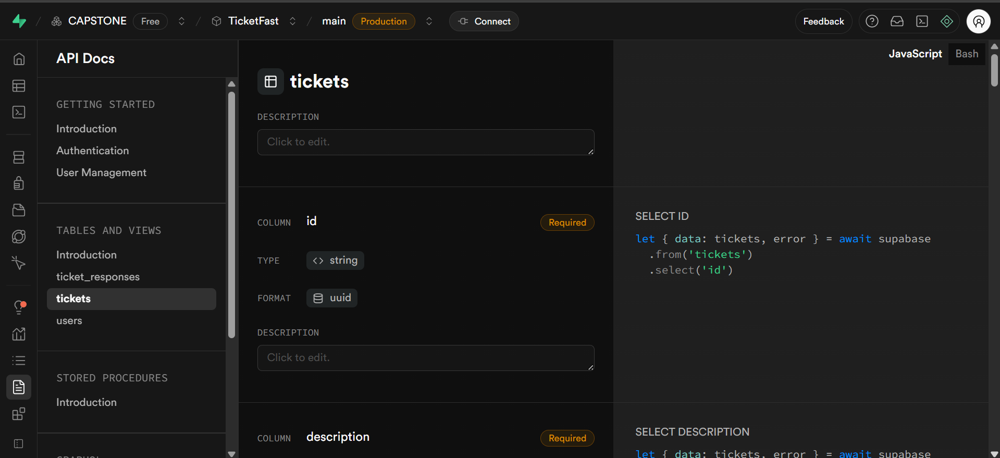 CAPSTONE Free TicketFast main Production Connect Feedback
API Docs
GETTING STARTED
Introduction
Authentication
User Management
TABLES AND VIEWS
Introduction
ticket_responses
tickets
users
STORED PROCEDURES
Introduction
GRAPHQL
tickets
DESCRIPTION
Click to edit.
COLUMN id Required
TYPE string
FORMAT uuid
DESCRIPTION
Click to edit.
COLUMN description Required
JavaScript Bash
SELECT ID
let { data: tickets, error } = await supabase
.from('tickets')
.select('id')
SELECT DESCRIPTION
let { data: tickets, error } = await supabase